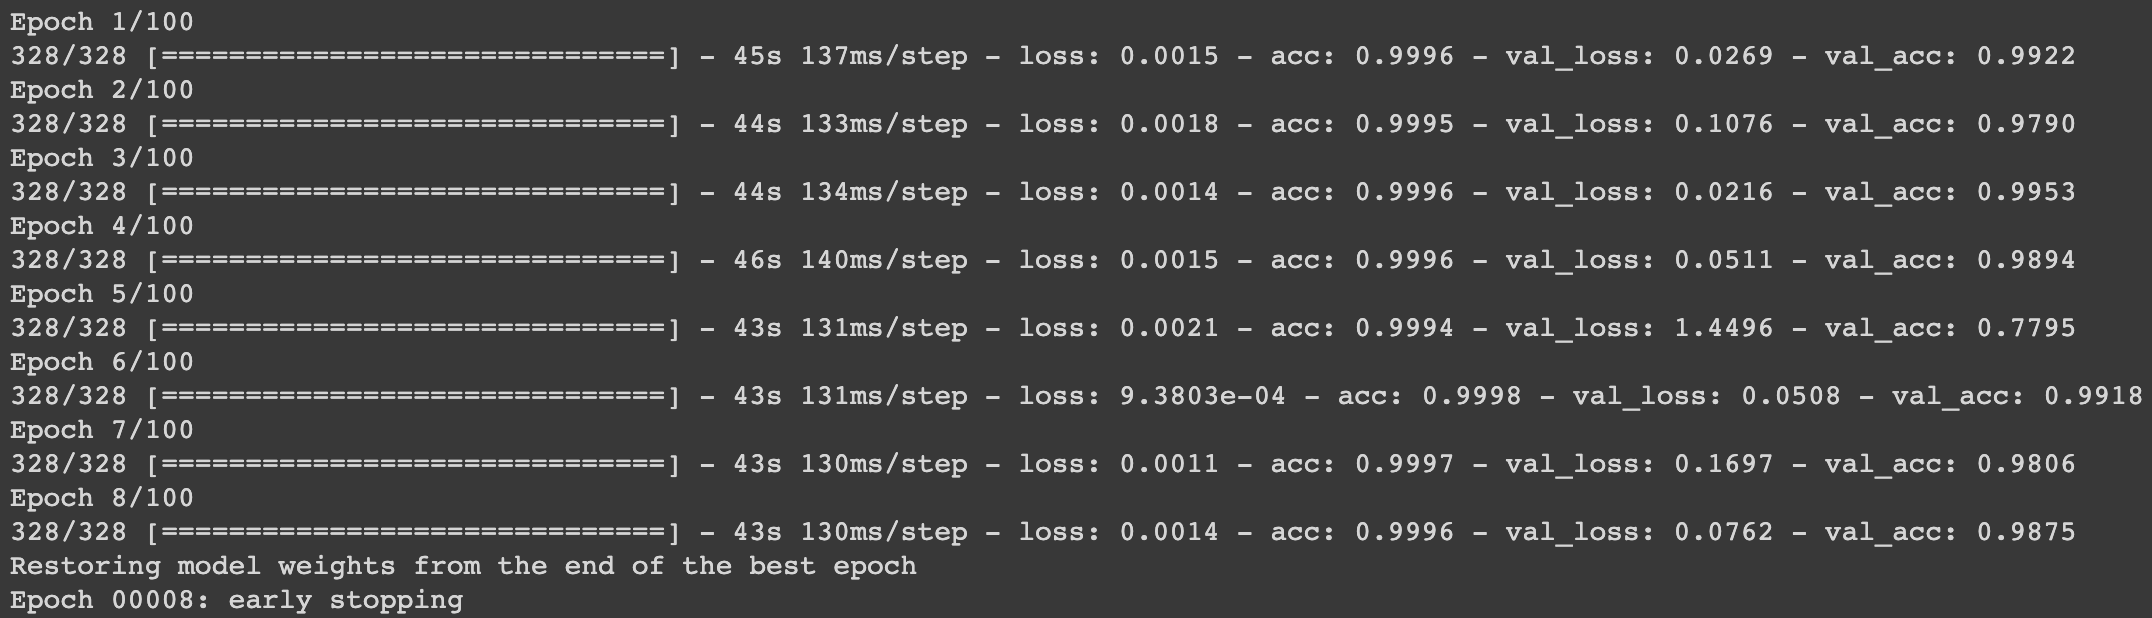 Epoch 1/100
328/328 [==============================] - 45s 137ms/step - loss: 0.0015 - acc: 0.9996 - val_loss: 0.0269 - val_acc: 0.9922
Epoch 2/100
328/328 [==============================] - 44s 133ms/step - loss: 0.0018 - acc: 0.9995 - val_loss: 0.1076 - val_acc: 0.9790
Epoch 3/100
328/328 [==============================] - 44s 134ms/step - loss: 0.0014 - acc: 0.9996 - val_loss: 0.0216 - val_acc: 0.9953
Epoch 4/100
328/328 [==============================] - 46s 140ms/step - loss: 0.0015 - acc: 0.9996 - val_loss: 0.0511 - val_acc: 0.9894
Epoch 5/100
328/328 [==============================] - 43s 131ms/step - loss: 0.0021 - acc: 0.9994 - val_loss: 1.4496 - val_acc: 0.7795
Epoch 6/100
328/328 [==============================] - 43s 131ms/step - loss: 9.3803e-04 - acc: 0.9998 - val_loss: 0.0508 - val_acc: 0.9918
Epoch 7/100
328/328 [==============================] - 43s 130ms/step - loss: 0.0011 - acc: 0.9997 - val_loss: 0.1697 - val_acc: 0.9806
Epoch 8/100
328/328 [==============================] - 43s 130ms/step - loss: 0.0014 - acc: 0.9996 - val_loss: 0.0762 - val_acc: 0.9875
Restoring model weights from the end of the best epoch
Epoch 00008: early stopping